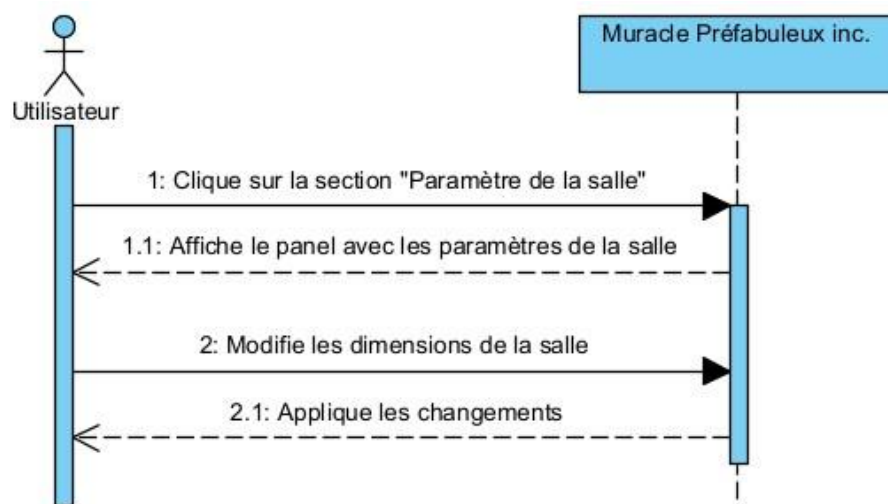 Muracle Préfabuleux inc.
Utilisateur
1: Clique sur la section "Paramètre de la salle"
1.1: Affiche le panel avec les paramètres de la salle
2: Modifie les dimensions de la salle
2.1: Applique les changements